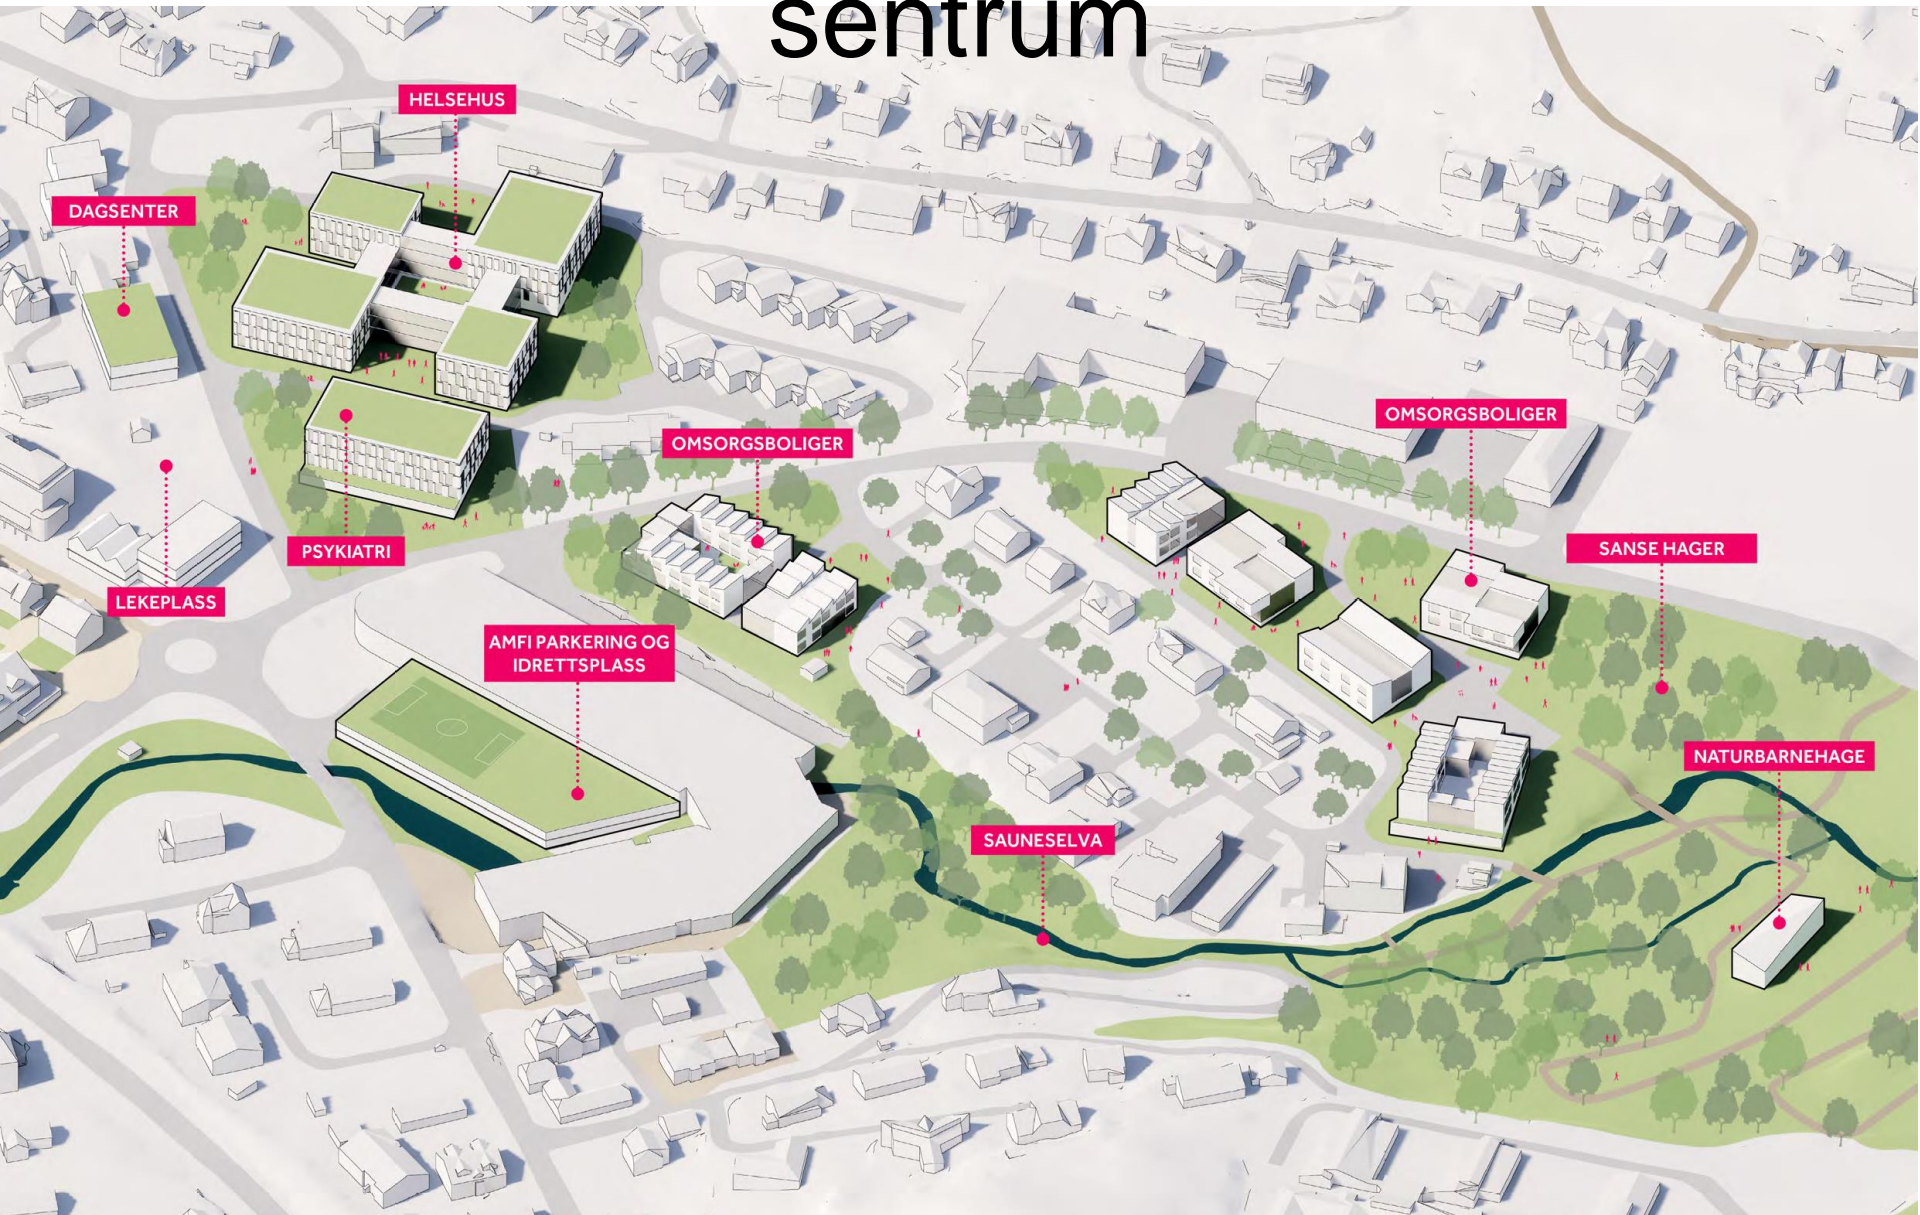 sentrum
HELSEHUS
DAGSENTER
OMSORGSBOLIGER
OMSORGSBOLIGER
SANSE HAGER
PSYKIATRI
LEKEPLASS
AMFI PARKERING OG
IDRETTSPLASS
NATURBARNEHAGE
SAUNESELVA